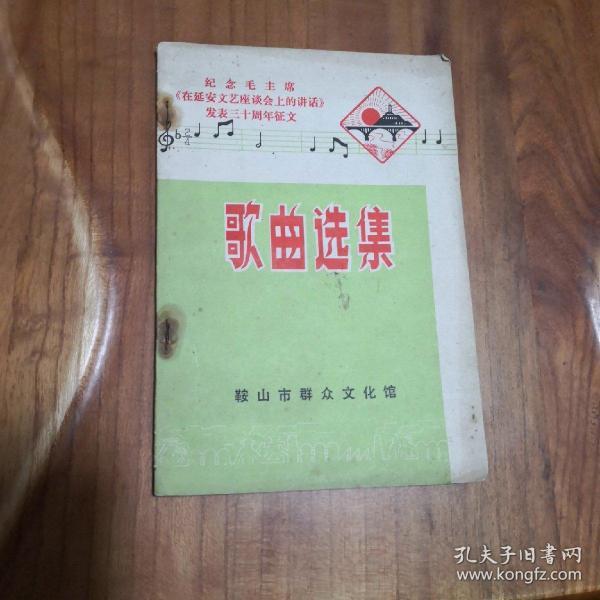 纪念毛主席
《在延安文艺座谈会上的讲话》
发表三十周年征文
2/4
歌曲选集
鞍山市群众文化馆
孔夫子旧书网
www.kongfz.com